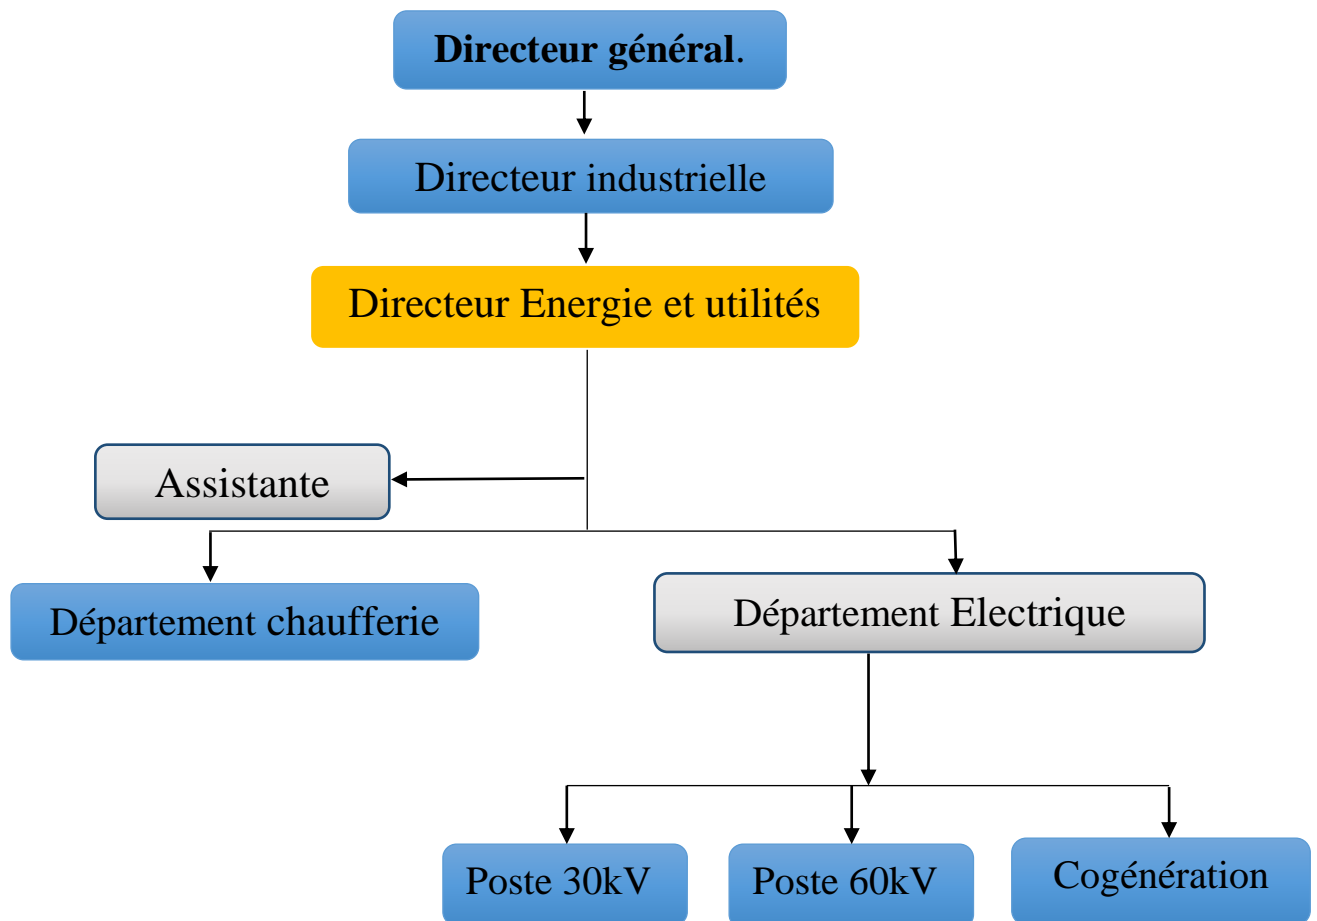 Directeur général.
Directeur industrielle
Directeur Energie et utilités
Assistante
Département chaufferie
Département Electrique
Poste 30kV
Poste 60kV
Cogénération